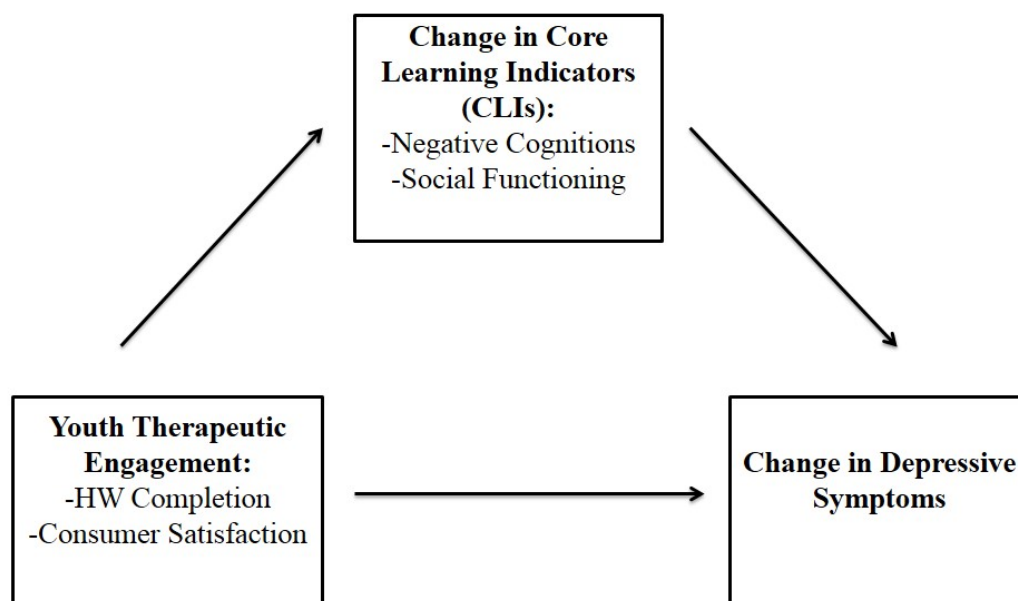 Change in Core
Learning Indicators
(CLIs):
-Negative Cognitions
-Social Functioning
Youth Therapeutic
Engagement:
-HW Completion
-Consumer Satisfaction
Change in Depressive
Symptoms